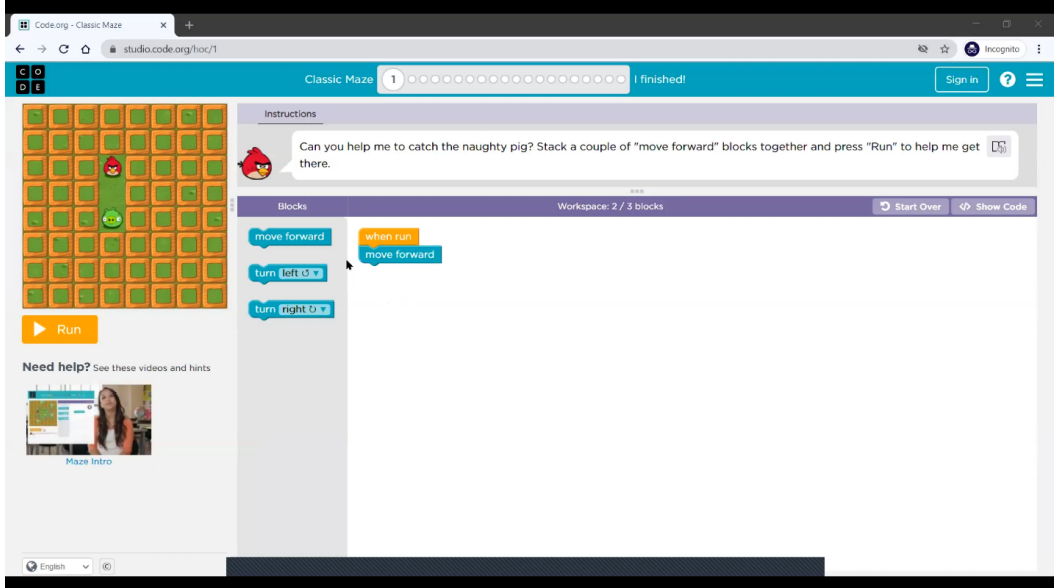 Code.org - Classic Maze
studio.code.org/hoc/1
Incognito
C O
D E
Classic Maze
1
I finished!
Sign in
?
Instructions
Can you help me to catch the naughty pig? Stack a couple of "move forward" blocks together and press "Run" to help me get
there.
Blocks
Workspace: 2 / 3 blocks
Start Over
</> Show Code
move forward
when run
move forward
turn left ↺ ▼
turn right ↻ ▼
Run
Need help? See these videos and hints
Maze Intro
English
©